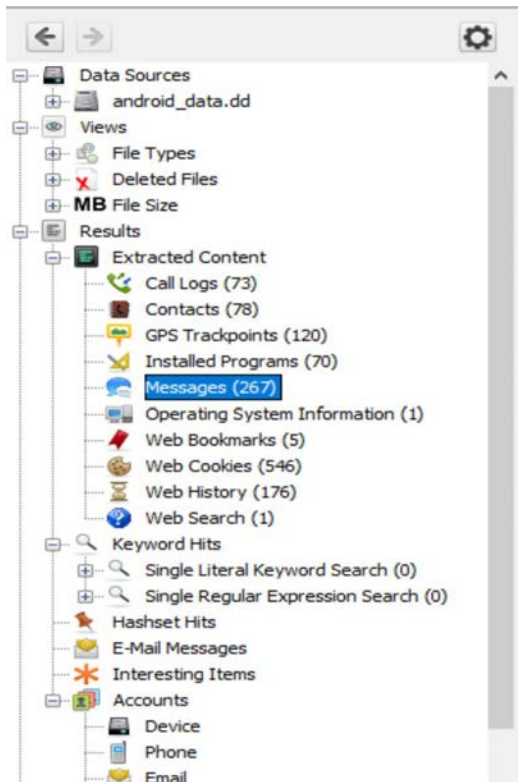 Data Sources
android_data.dd
Views
File Types
Deleted Files
MB File Size
Results
Extracted Content
Call Logs (73)
Contacts (78)
GPS Trackpoints (120)
Installed Programs (70)
Messages (267)
Operating System Information (1)
Web Bookmarks (5)
Web Cookies (546)
Web History (176)
Web Search (1)
Keyword Hits
Single Literal Keyword Search (0)
Single Regular Expression Search (0)
Hashset Hits
E-Mail Messages
Interesting Items
Accounts
Device
Phone
Email